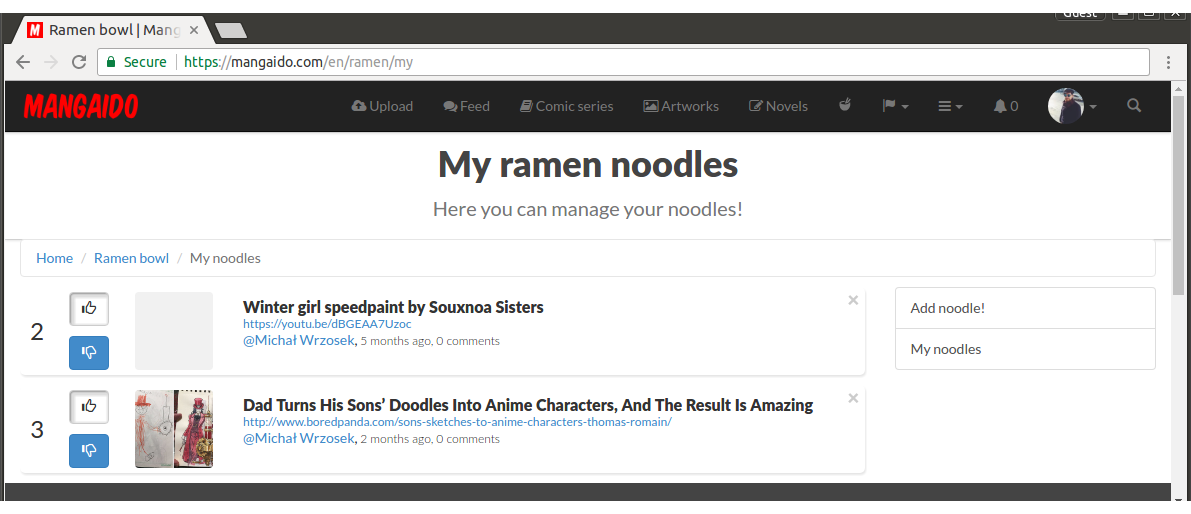 Guest
Ramen bowl | Mang
Secure https://mangaido.com/en/ramen/my
MANGAIDO Upload Feed Comic series Artworks Novels 0
My ramen noodles
Here you can manage your noodles!
Home / Ramen bowl / My noodles
2
Winter girl speedpaint by Souxnoa Sisters
https://youtu.be/dBGEAA7Uzoc
@Michał Wrzosek, 5 months ago, 0 comments
3
Dad Turns His Sons’ Doodles Into Anime Characters, And The Result Is Amazing
http://www.boredpanda.com/sons-sketches-to-anime-characters-thomas-romain/
@Michał Wrzosek, 2 months ago, 0 comments
Add noodle!
My noodles